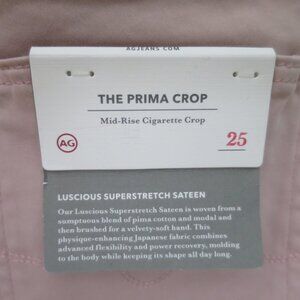 AGJEANS.COM
THE PRIMA CROP
Mid-Rise Cigarette Crop
AG
25
LUSCIOUS SUPERSTRETCH SATEEN
Our Luscious Superstretch Sateen is woven from a
sumptuous blend of pima cotton and modal and
then brushed for a velvety-soft hand. This
physique-enhancing Japanese fabric combines
advanced flexibility and power recovery, molding
to the body while keeping its shape all day long.